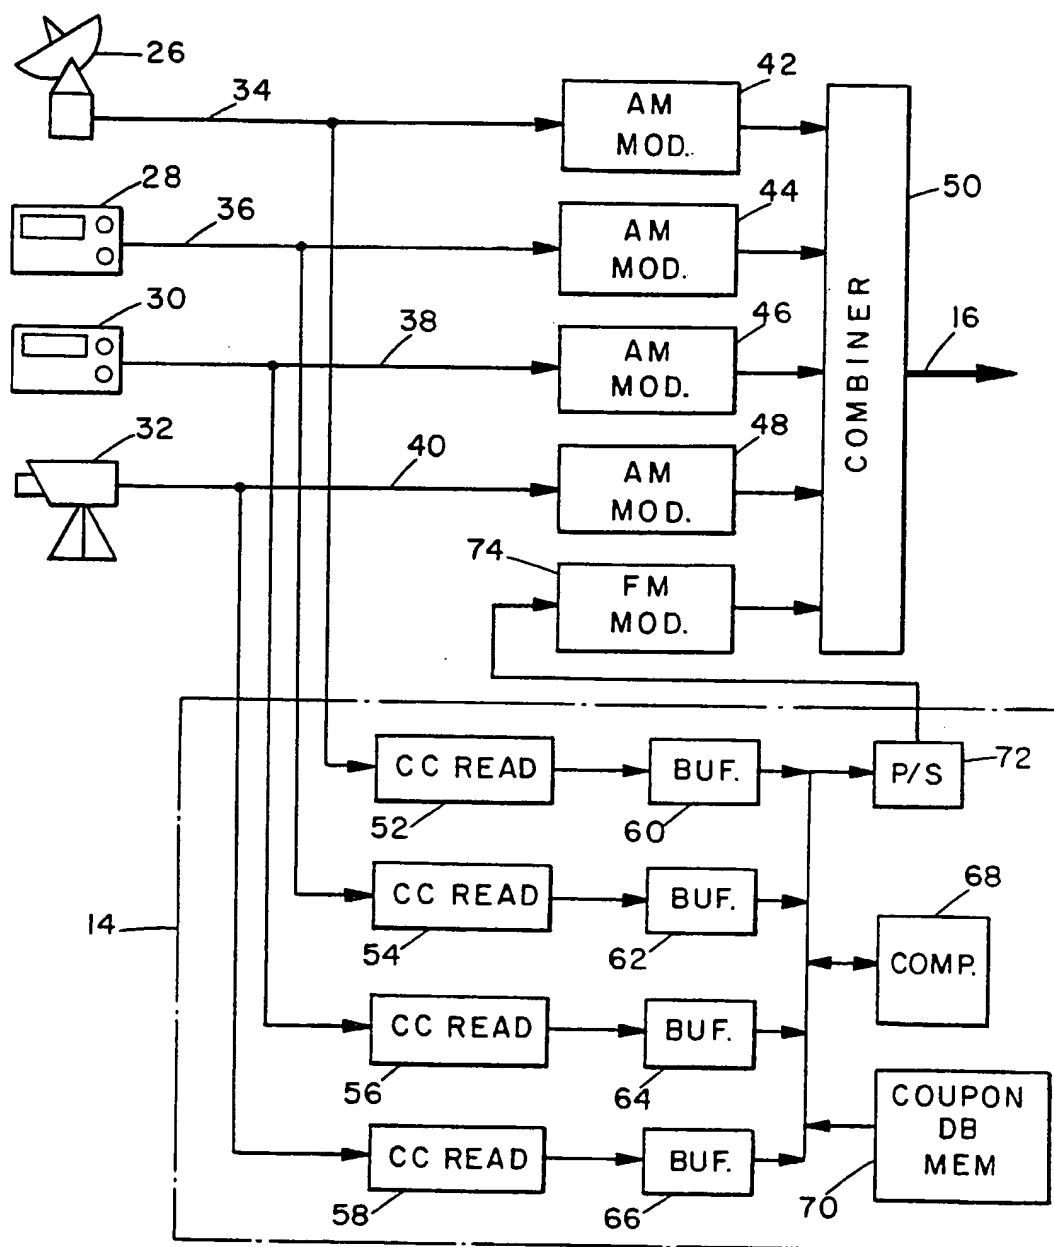 26
34
42
AM
MOD.
28
36
44
AM
MOD.
50
30
38
46
AM
MOD.
16
COMBINER
32
40
48
AM
MOD.
74
FM
MOD.
CC READ
BUF.
P/S
72
52
60
CC READ
BUF.
68
14
54
62
COMP.
CC READ
BUF.
56
64
COUPON
DB
MEM
CC READ
BUF.
70
58
66